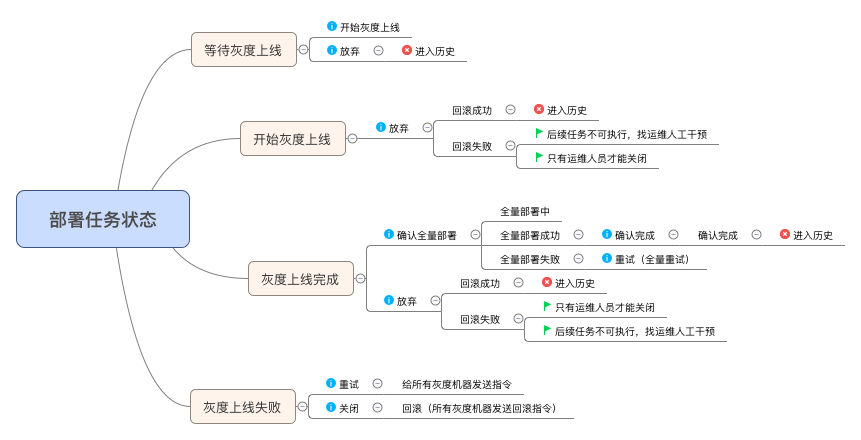 部署任务状态
等待灰度上线
开始灰度上线
放弃
进入历史
开始灰度上线
放弃
回滚成功
进入历史
回滚失败
后续任务不可执行，找运维人工干预
只有运维人员才能关闭
灰度上线完成
确认全量部署
全量部署中
全量部署成功
确认完成
确认完成
进入历史
全量部署失败
重试（全量重试）
放弃
回滚成功
进入历史
回滚失败
只有运维人员才能关闭
后续任务不可执行，找运维人工干预
灰度上线失败
重试
给所有灰度机器发送指令
关闭
回滚（所有灰度机器发送回滚指令）